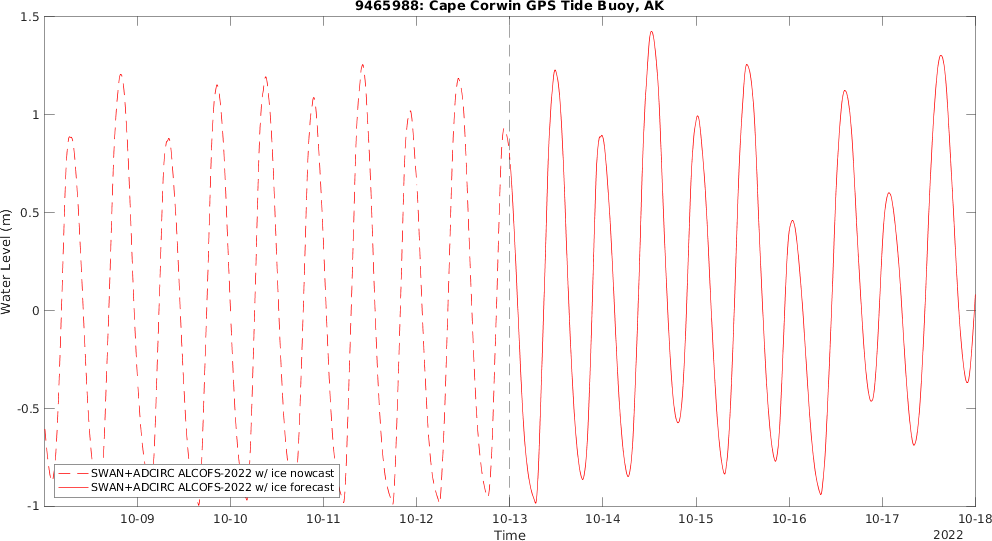 9465988: Cape Corwin GPS Tide Buoy, AK
Water Level (m)
1.5
1
0.5
0
-0.5
-1
SWAN+ADCIRC ALCOFS-2022 w/ ice nowcast
SWAN+ADCIRC ALCOFS-2022 w/ ice forecast
10-09 10-10 10-11 10-12 10-13 10-14 10-15 10-16 10-17 10-18
Time
2022